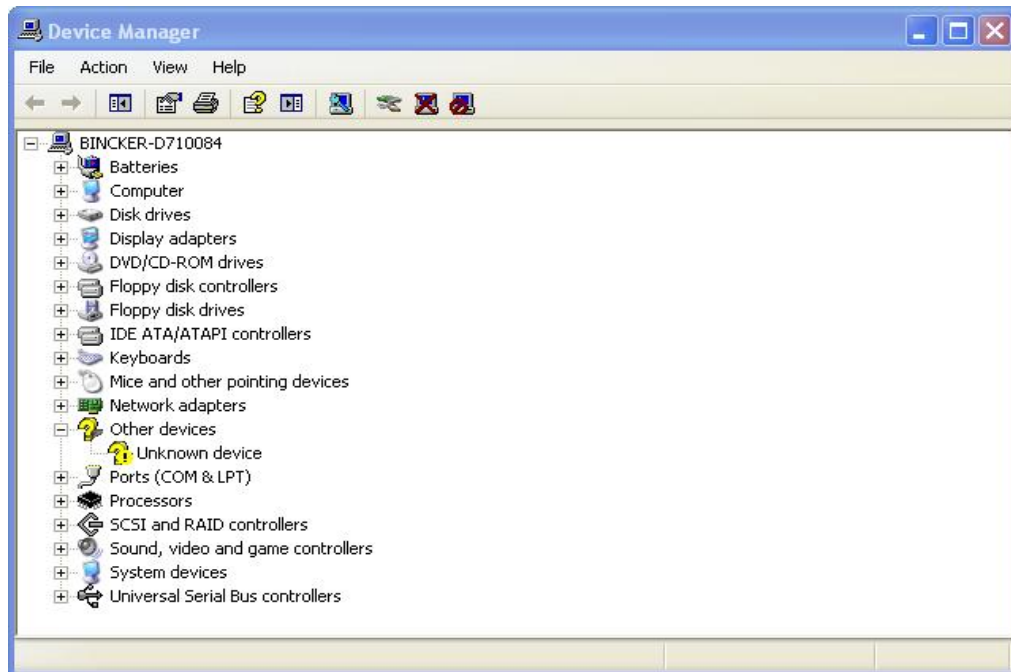 Device Manager
File Action View Help
BINCKER-D710084
Batteries
Computer
Disk drives
Display adapters
DVD/CD-ROM drives
Floppy disk controllers
Floppy disk drives
IDE ATA/ATAPI controllers
Keyboards
Mice and other pointing devices
Network adapters
Other devices
Unknown device
Ports (COM & LPT)
Processors
SCSI and RAID controllers
Sound, video and game controllers
System devices
Universal Serial Bus controllers